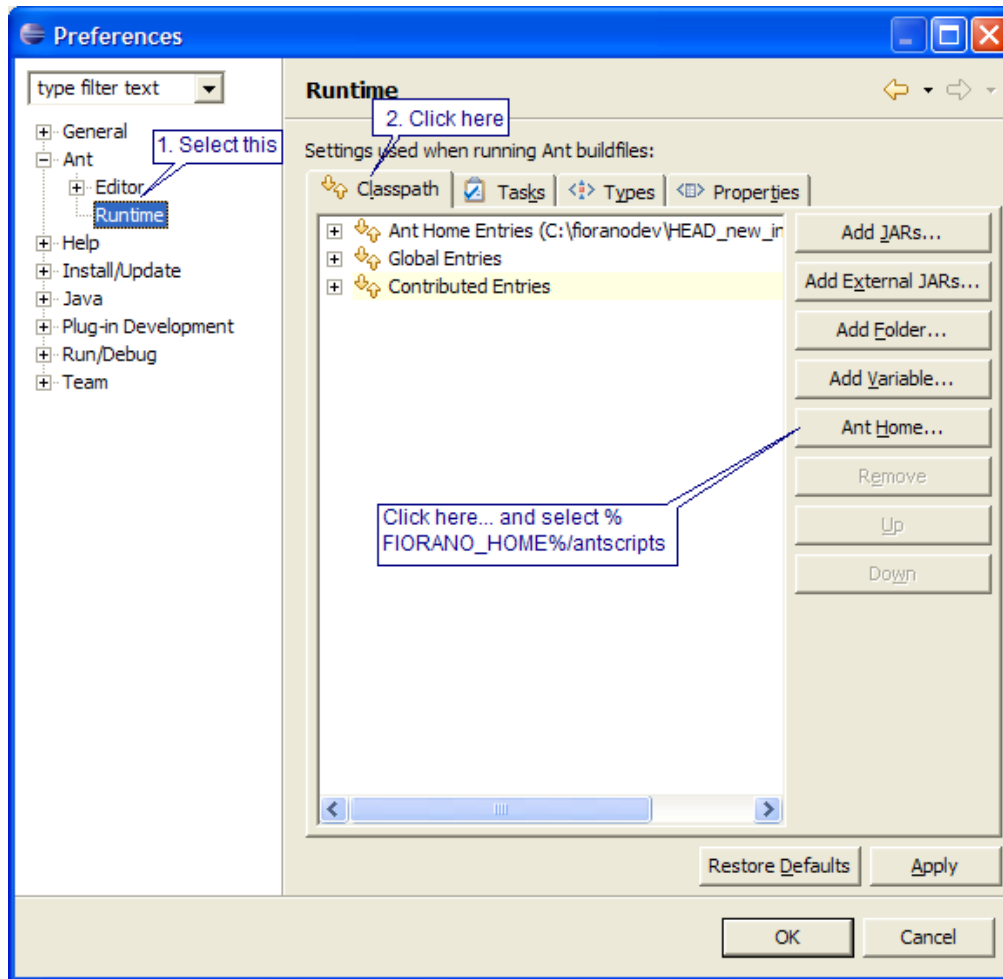 Preferences
type filter text
General
Ant
Editor
Runtime
Help
Install/Update
Java
Plug-in Development
Run/Debug
Team
1. Select this
Runtime
2. Click here
Settings used when running Ant buildfiles:
Classpath
Tasks
Types
Properties
Ant Home Entries (C:\fioranodev\HEAD_new_in
Global Entries
Contributed Entries
Add JARs...
Add External JARs...
Add Folder...
Add Variable...
Ant Home...
Remove
Up
Down
Click here... and select %
FIORANO_HOME%/antscripts
Restore Defaults
Apply
OK
Cancel